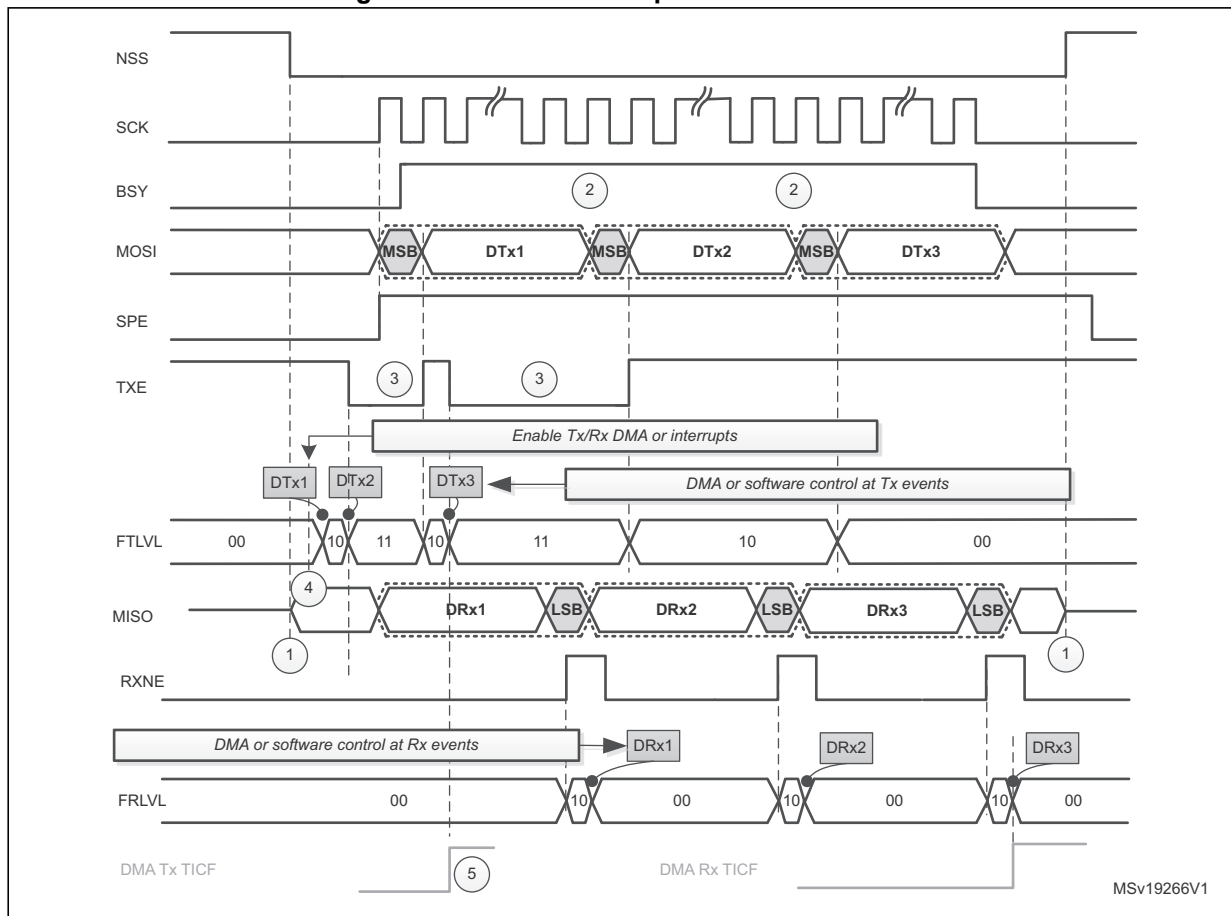 NSS
SCK
BSY
2 2
MOSI
MSB DTx1 MSB DTx2 MSB DTx3
SPE
TXE
3 3
Enable Tx/Rx DMA or interrupts
DTx1 DTx2 DTx3 DMA or software control at Tx events
FTLVL 00 10 11 10 11 10 00
4
MISO DRx1 LSB DRx2 LSB DRx3 LSB
1 1
RXNE
DMA or software control at Rx events DRx1 DRx2 DRx3
FRLVL 00 10 00 10 00 10 00
DMA Tx TICF 5 DMA Rx TICF
MSv19266V1